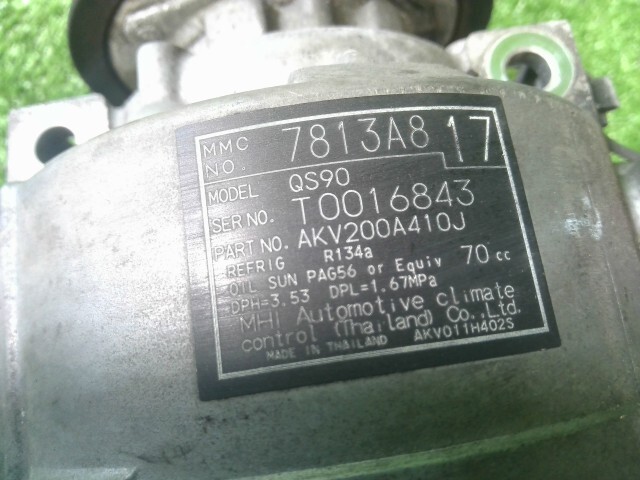 MMC NO. 7813A8 17
MODEL QS90
SER NO. T0016843
PART NO. AKV200A410J
REFRIG R134a
OIL SUN PAG56 or Equiv 70 cc
DPH=3.53 DPL=1.67MPa
MHI Automotive climate
control (Thailand) Co.,Ltd.
MADE IN THAILAND AKV011H402S